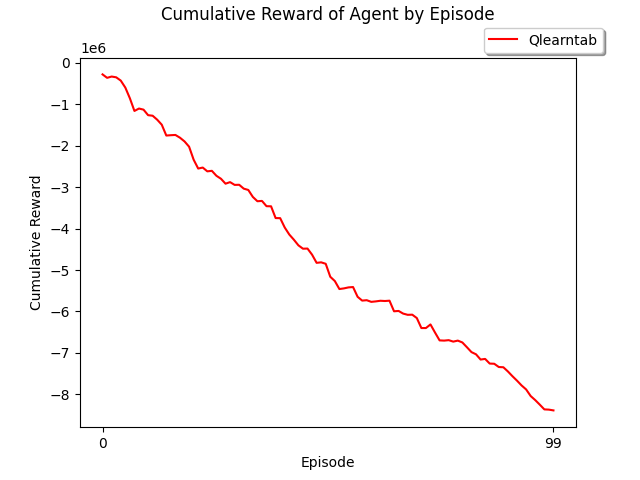 Cumulative Reward of Agent by Episode
1e6
Qlearntab
0
−1
−2
−3
−4
−5
−6
−7
−8
Cumulative Reward
0
99
Episode